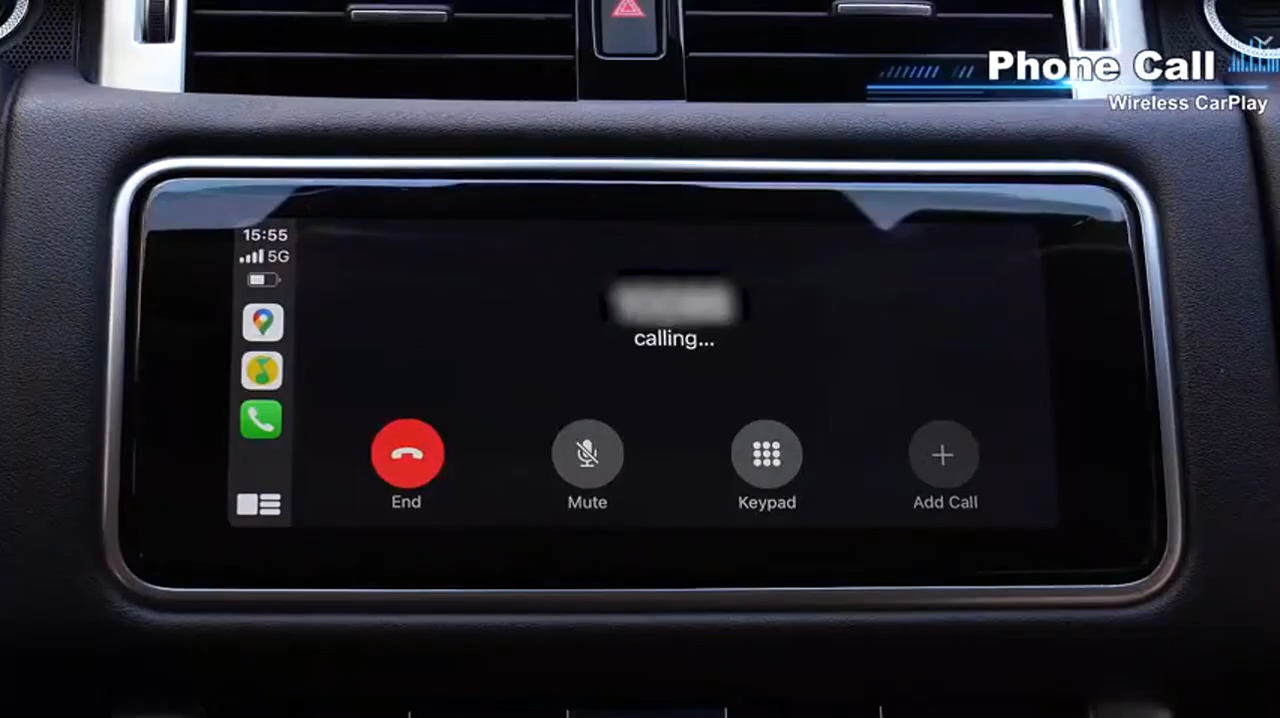 Phone Call
Wireless CarPlay
15:55
5G
calling...
End
Mute
Keypad
Add Call